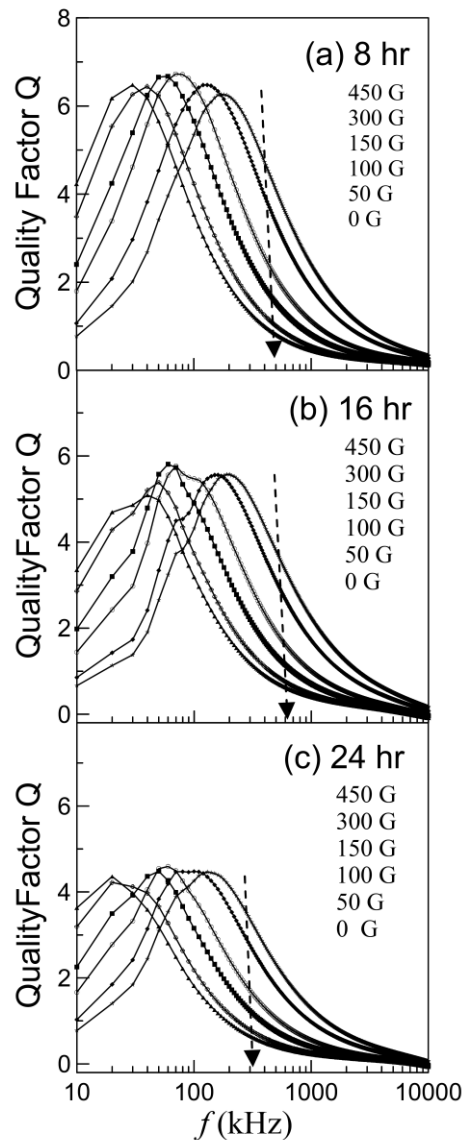 8
(a) 8 hr
Quality Factor Q
6
4
2
0
450 G
300 G
150 G
100 G
50 G
0 G
(b) 16 hr
QualityFactor Q
6
4
2
0
450 G
300 G
150 G
100 G
50 G
0 G
(c) 24 hr
QualityFactor Q
6
4
2
0
450 G
300 G
150 G
100 G
50 G
0 G
10 100 1000 10000
f (kHz)